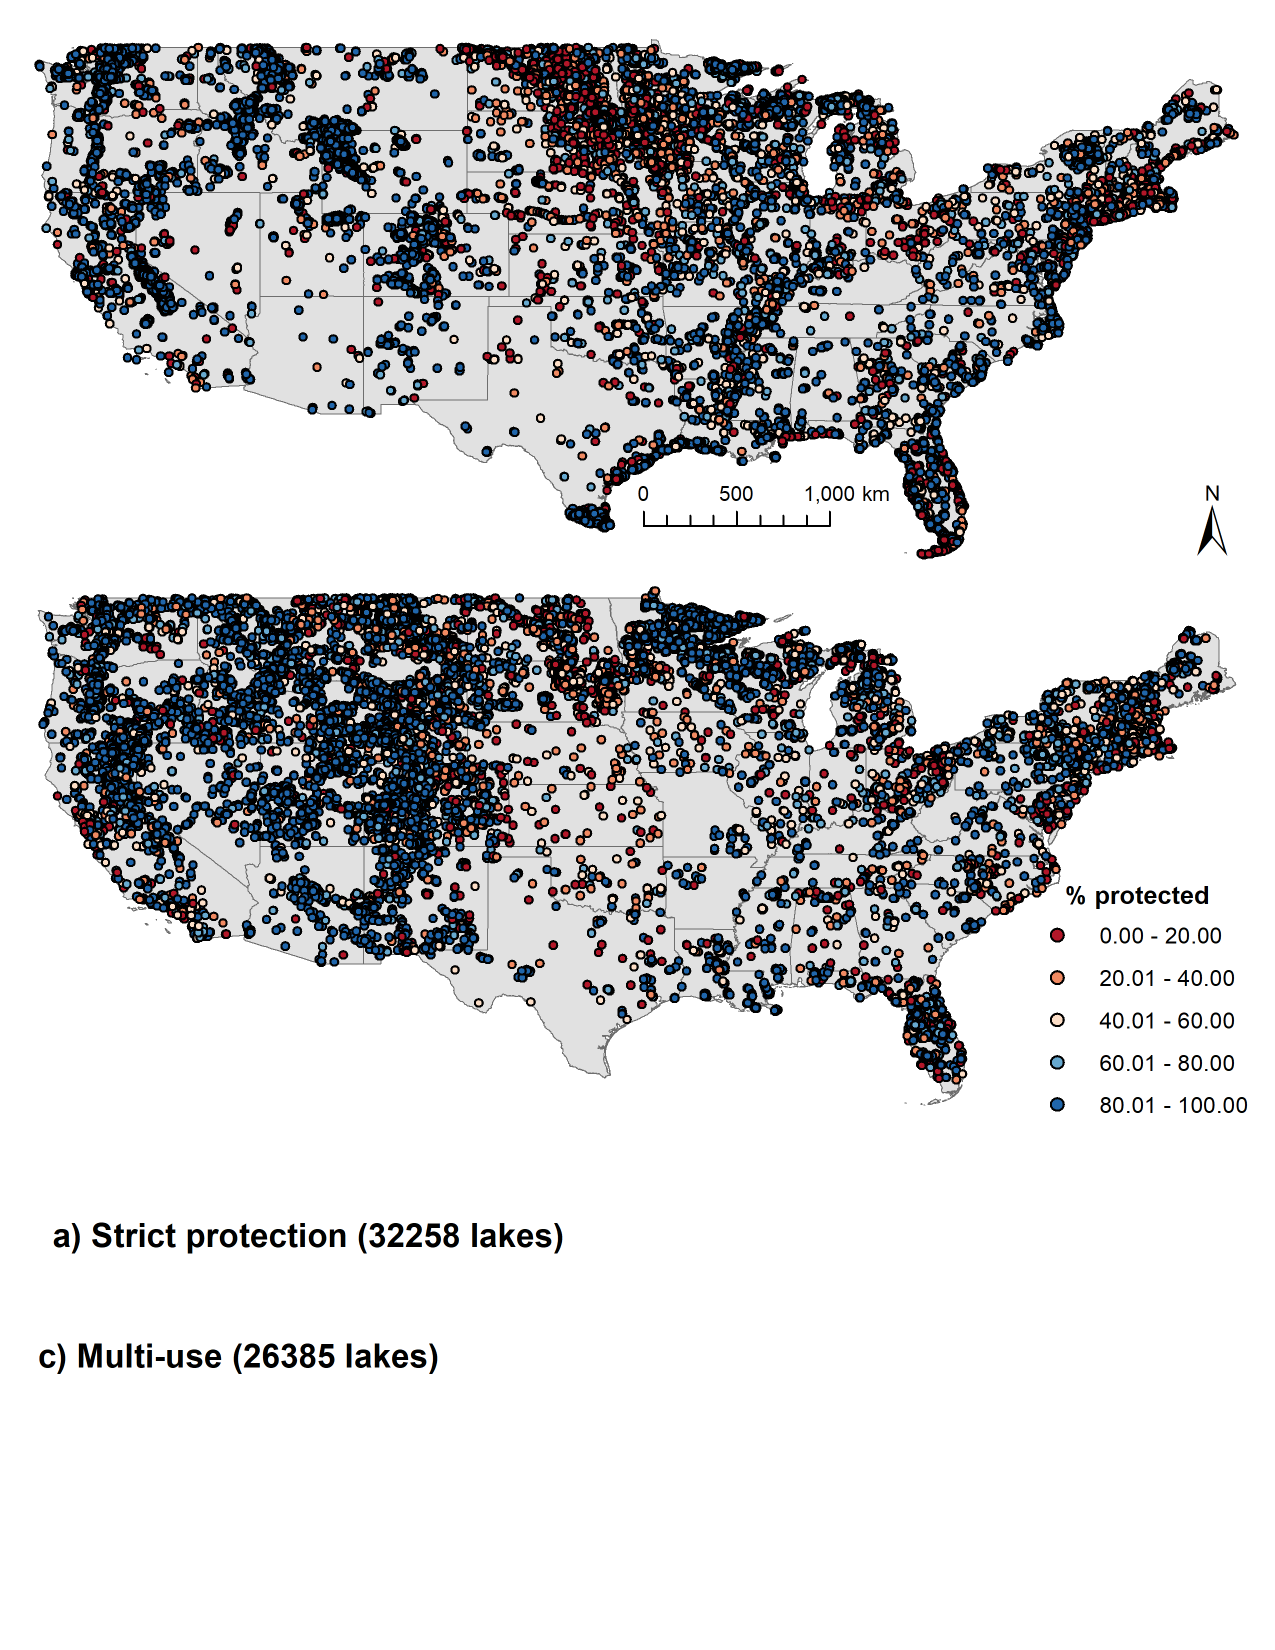 0 500 1,000 km
N
% protected
0.00 - 20.00
20.01 - 40.00
40.01 - 60.00
60.01 - 80.00
80.01 - 100.00
a) Strict protection (32258 lakes)
c) Multi-use (26385 lakes)